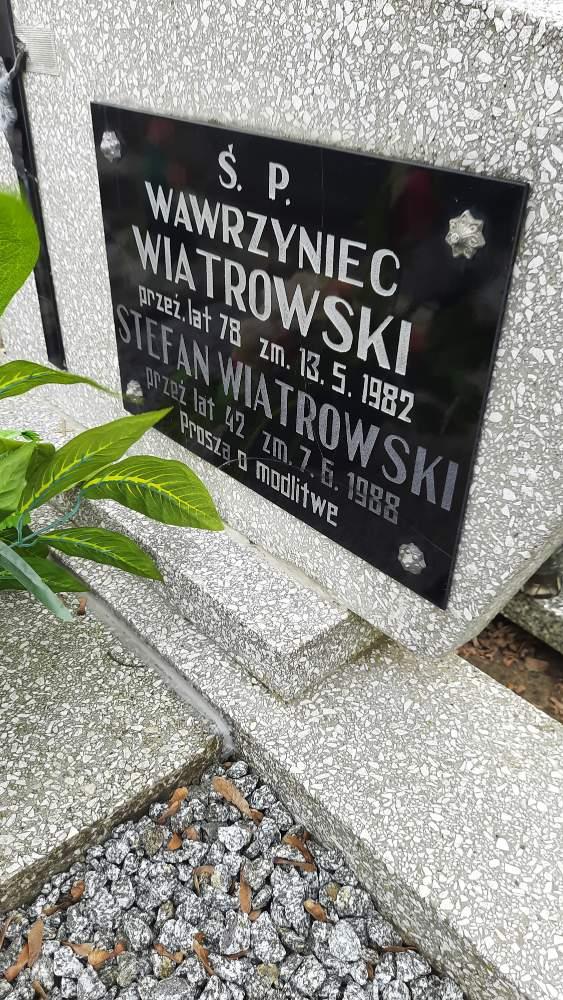 Ś. P.
WAWRZYNIEC
WIATROWSKI
przeż. lat 78 zm. 13. 5. 1982
STEFAN WIATROWSKI
przeż lat 42 zm. 7. 6. 1988
Proszą o modlitwę